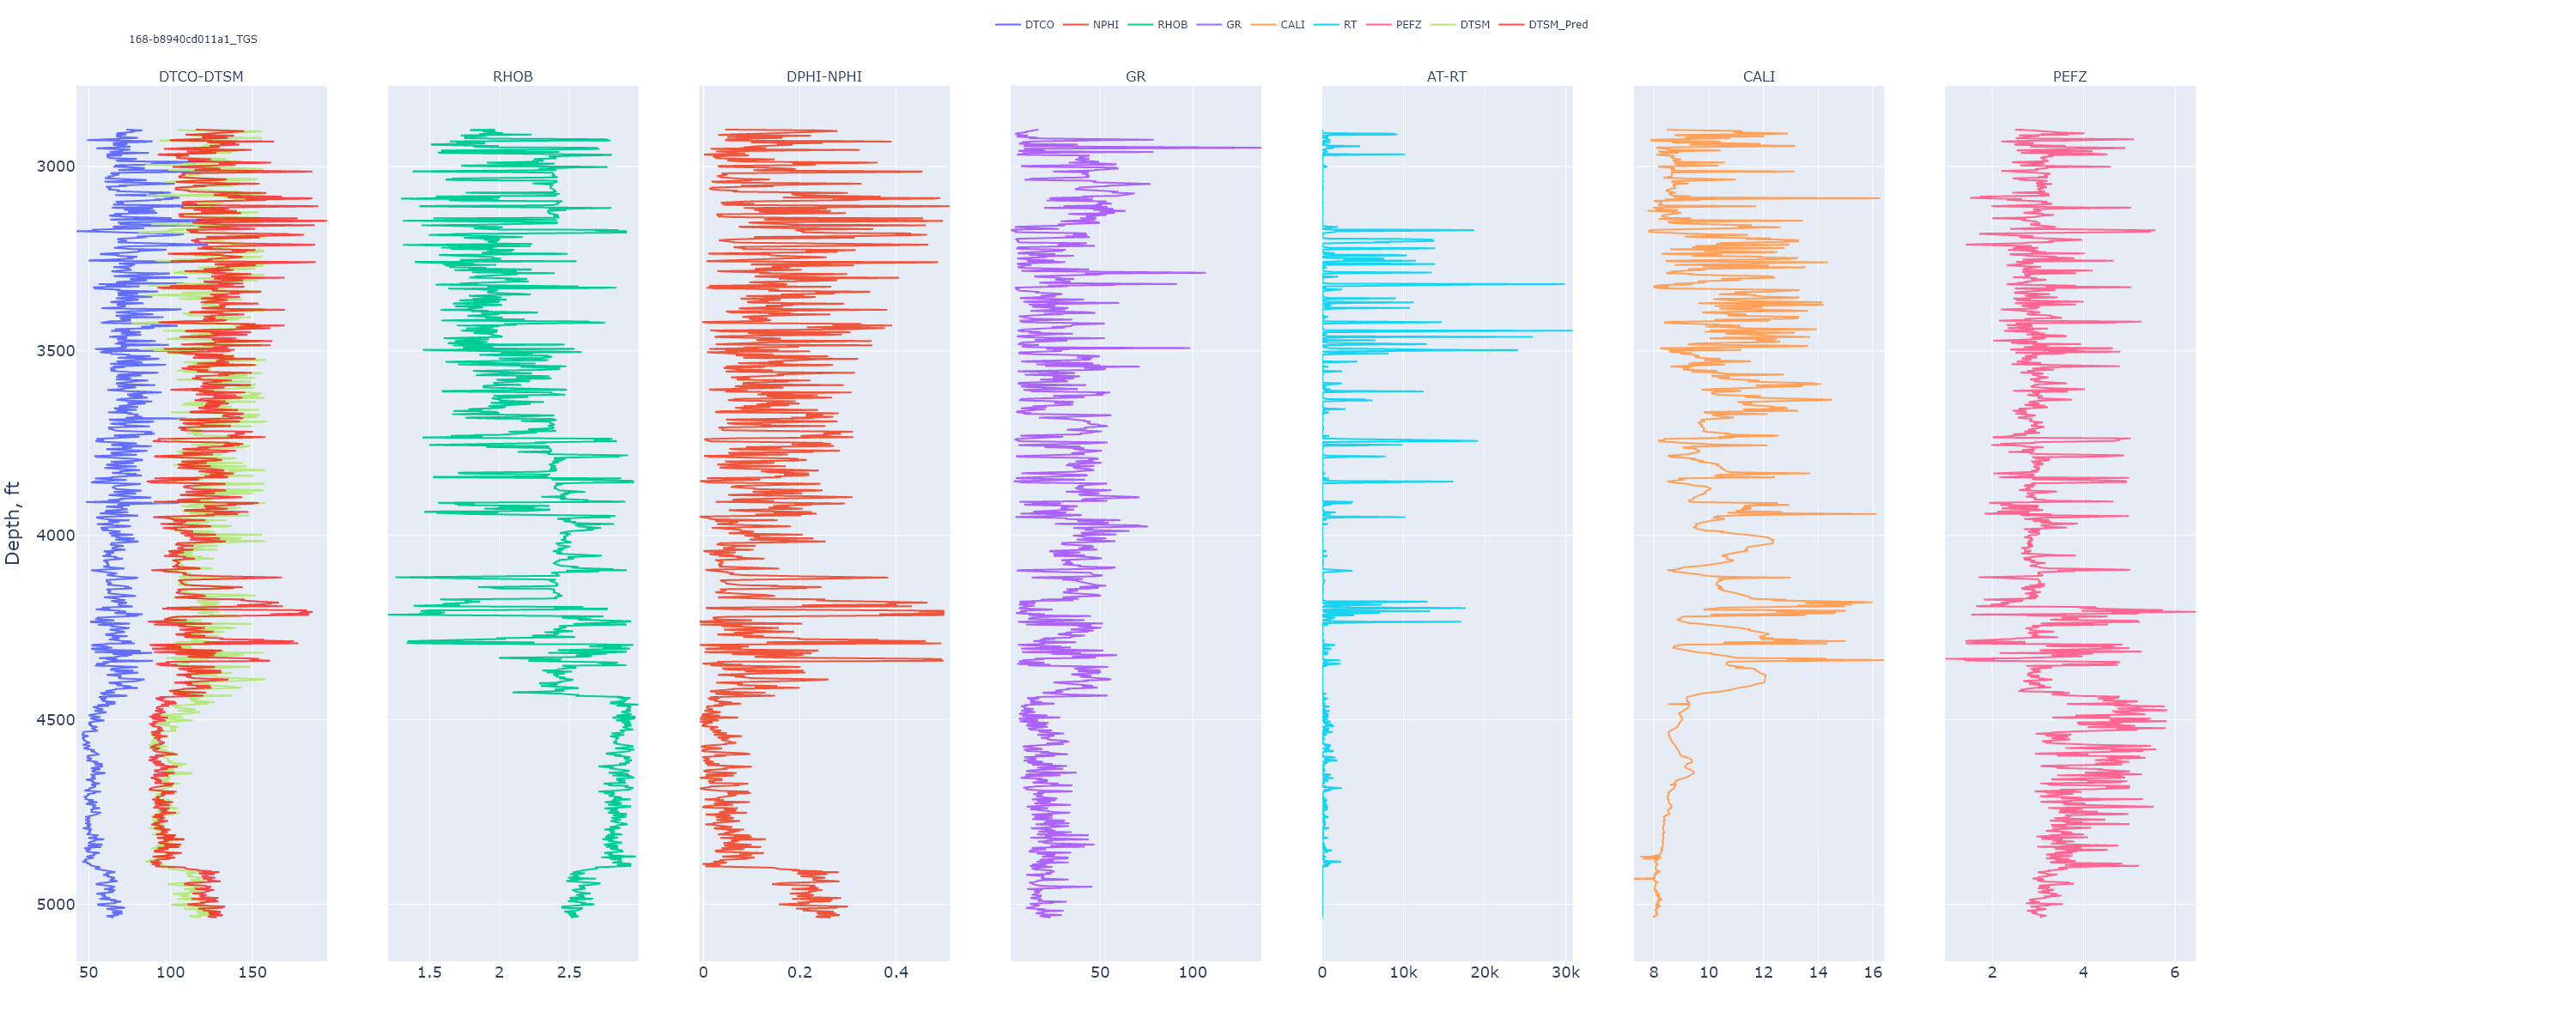 DTCO NPHI RHOB GR CALI RT PEFZ DTSM DTSM_Pred
168-b8940cd011a1_TGS
DTCO-DTSM RHOB DPHI-NPHI GR AT-RT CALI PEFZ
Depth, ft
3000
3500
4000
4500
5000
50 100 150 1.5 2 2.5 0 0.2 0.4 50 100 0 10k 20k 30k 8 10 12 14 16 2 4 6